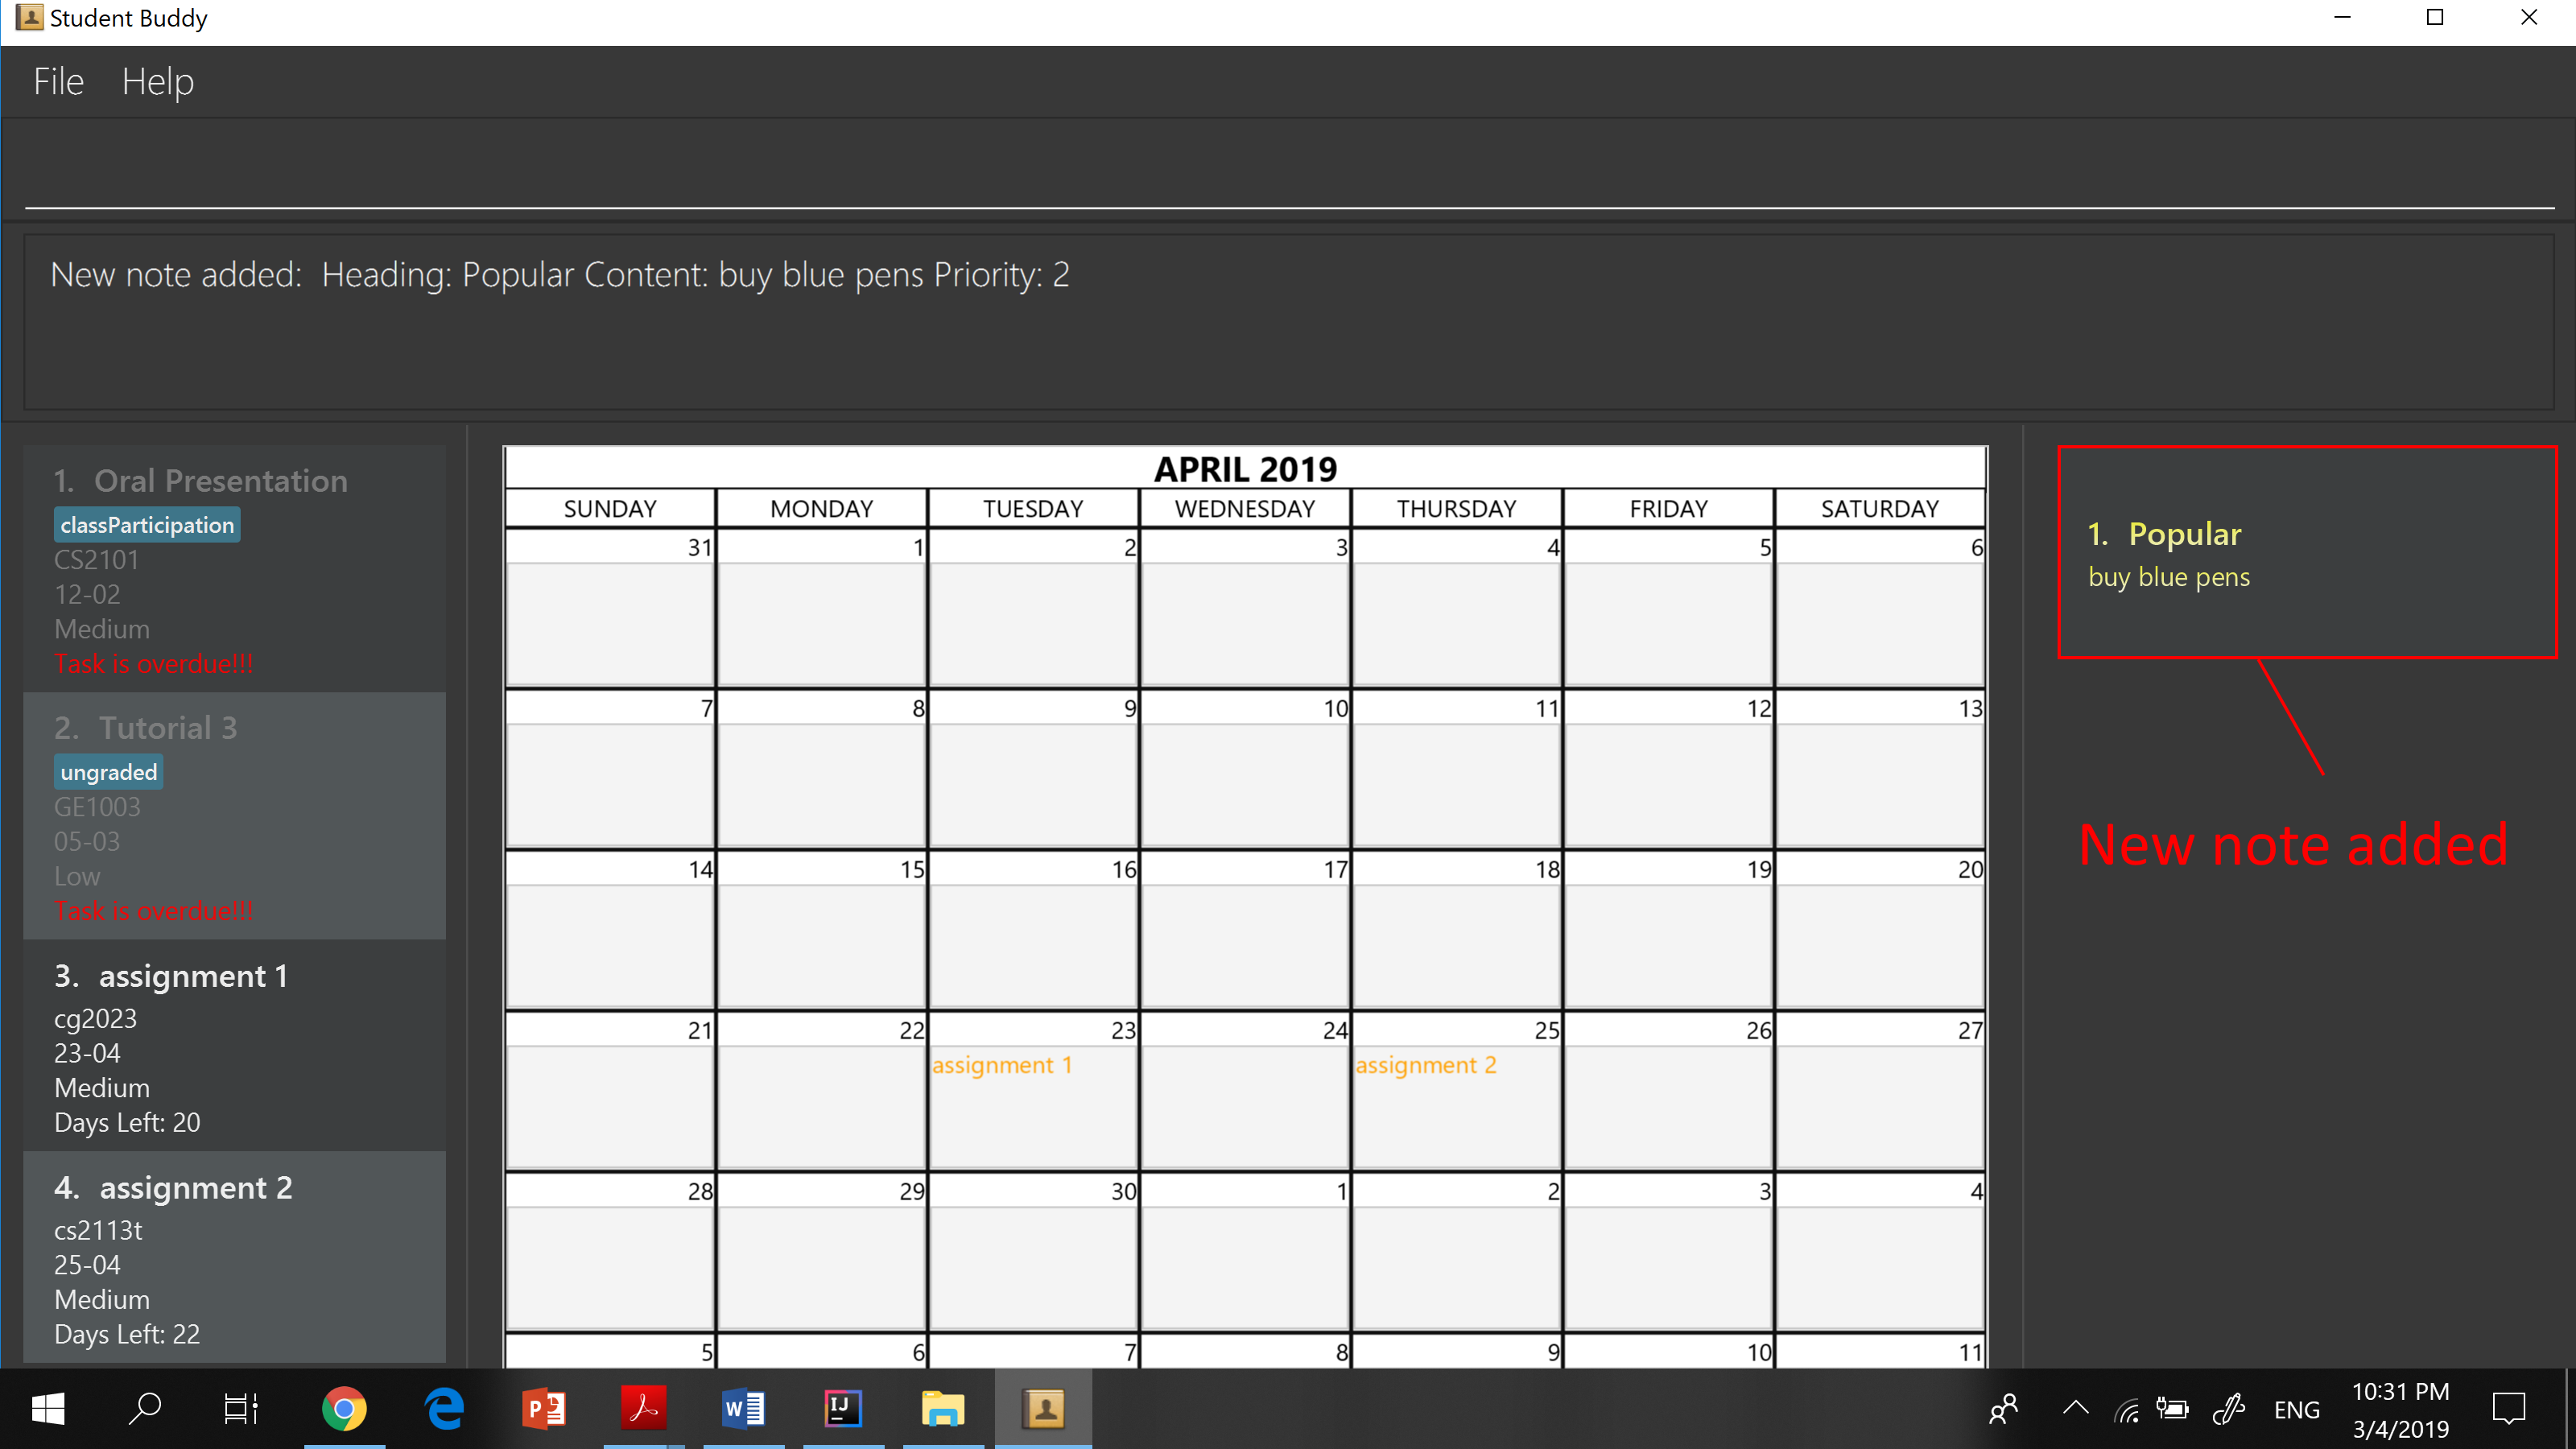 Student Buddy
File Help
New note added:  Heading: Popular Content: buy blue pens Priority: 2
1. Oral Presentation
classParticipation
CS2101
12-02
Medium
Task is overdue!!!
2. Tutorial 3
ungraded
GE1003
05-03
Low
Task is overdue!!!
3. assignment 1
cg2023
23-04
Medium
Days Left: 20
4. assignment 2
cs2113t
25-04
Medium
Days Left: 22
APRIL 2019
SUNDAY MONDAY TUESDAY WEDNESDAY THURSDAY FRIDAY SATURDAY
31 1 2 3 4 5 6
7 8 9 10 11 12 13
14 15 16 17 18 19 20
21 22 23 24 25 26 27
assignment 1 assignment 2
28 29 30 1 2 3 4
5 6 7 8 9 10 11
1. Popular
buy blue pens
New note added
P W IJ
ENG
10:31 PM
3/4/2019